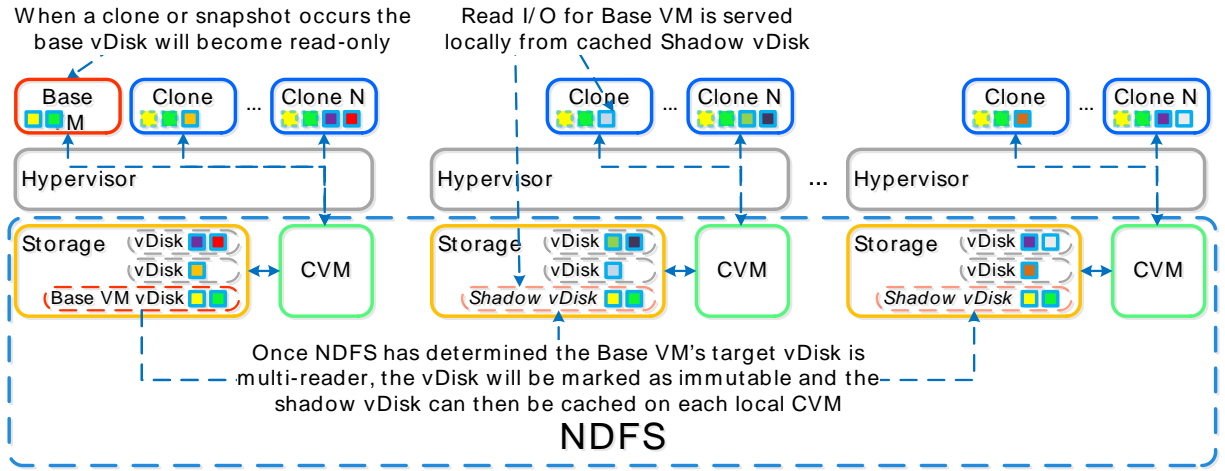 When a clone or snapshot occurs the
base vDisk will become read-only
Read I/O for Base VM is served
locally from cached Shadow vDisk
Base
VM
Clone
...
Clone N
Clone
...
Clone N
Clone
...
Clone N
Hypervisor
Hypervisor
...
Hypervisor
Storage
vDisk
vDisk
Base VM vDisk
CVM
Storage
vDisk
vDisk
Shadow vDisk
CVM
Storage
vDisk
vDisk
Shadow vDisk
CVM
Once NDFS has determined the Base VM's target vDisk is
multi-reader, the vDisk will be marked as immutable and the
shadow vDisk can then be cached on each local CVM
NDFS